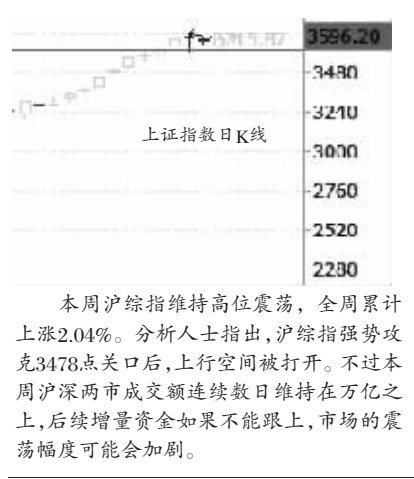 3596.20
3480
3240
3000
2760
2520
2280
上证指数日K线
本周沪综指维持高位震荡，全周累计
上涨2.04%。分析人士指出，沪综指强势攻
克3478点关口后，上行空间被打开。不过本
周沪深两市成交额连续数日维持在万亿之
上，后续增量资金如果不能跟上，市场的震
荡幅度可能会加剧。